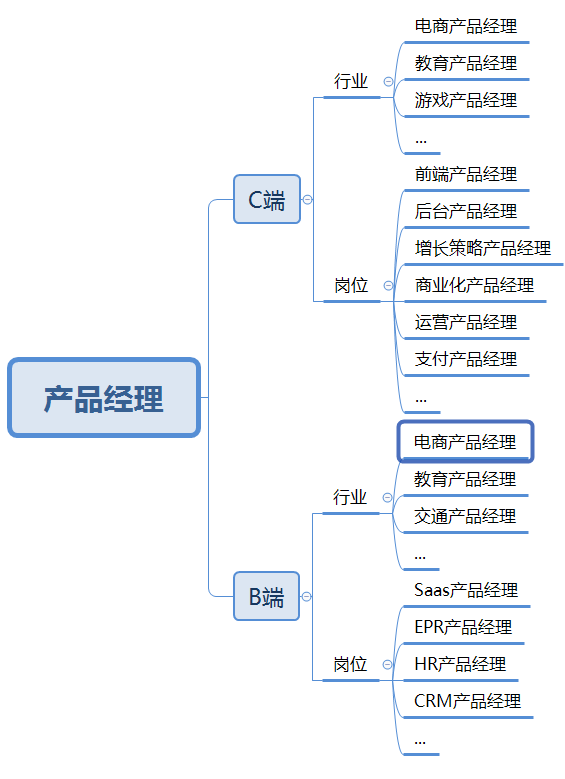 产品经理
C端
行业
电商产品经理
教育产品经理
游戏产品经理
...
岗位
前端产品经理
后台产品经理
增长策略产品经理
商业化产品经理
运营产品经理
支付产品经理
...
B端
行业
电商产品经理
教育产品经理
交通产品经理
...
岗位
Saas产品经理
EPR产品经理
HR产品经理
CRM产品经理
...